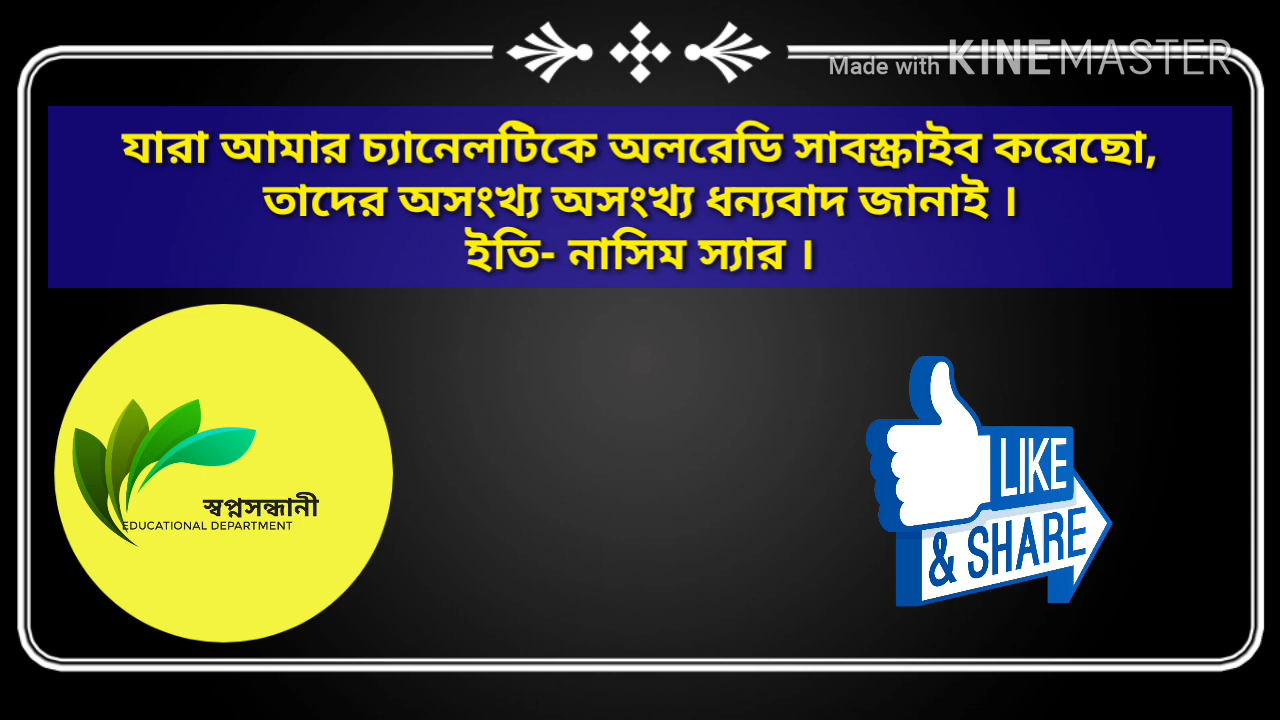 Made with KINEMASTER
যারা আমার চ্যানেলটিকে অলরেডি সাবস্ক্রাইব করেছো,
তাদের অসংখ্য অসংখ্য ধন্যবাদ জানাই ।
ইতি- নাসিম স্যার ।
স্বপ্নসন্ধানী
EDUCATIONAL DEPARTMENT
LIKE
& SHARE